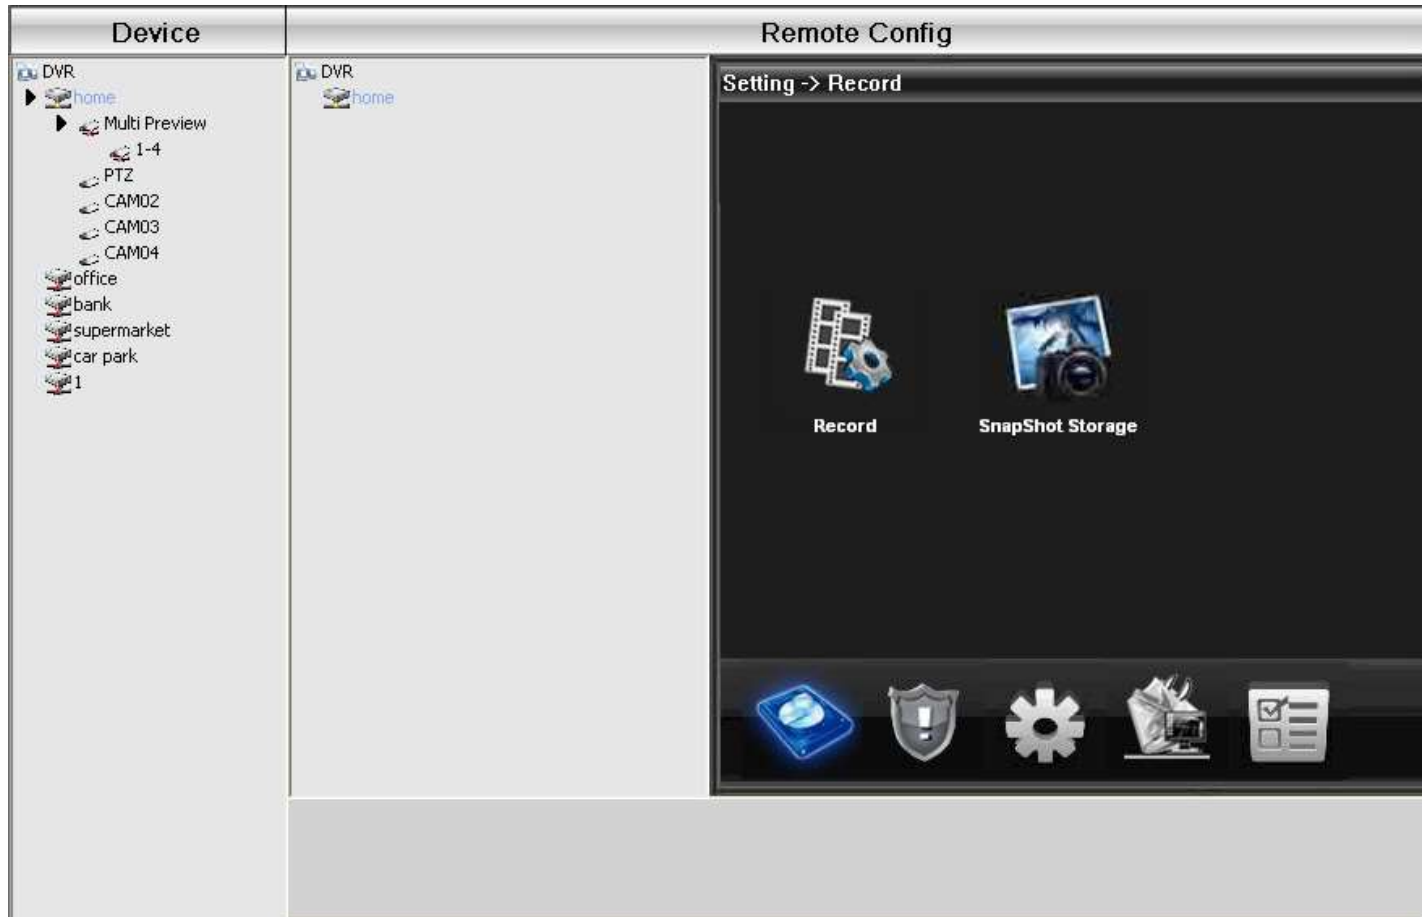 Device
Remote Config
DVR
home
Multi Preview
1-4
PTZ
CAM02
CAM03
CAM04
office
bank
supermarket
car park
1
DVR
home
Setting -> Record
Record
SnapShot Storage